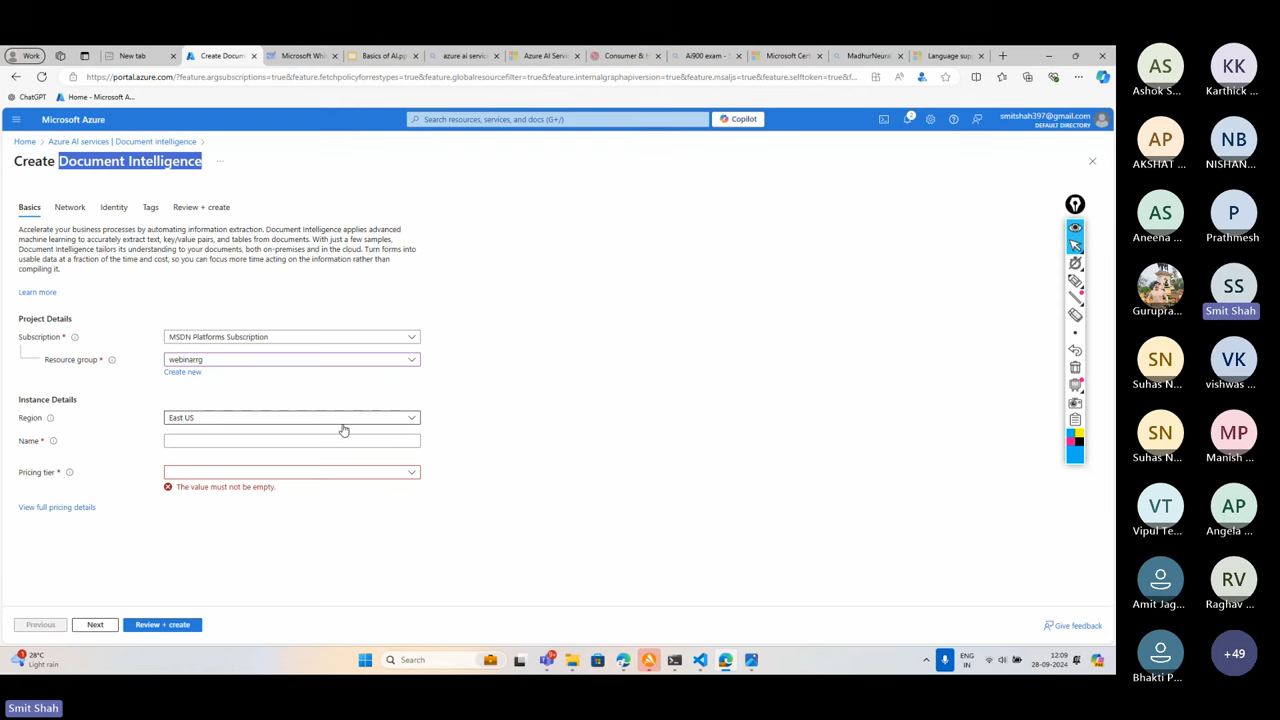 Work
New tab
Create Docum
Microsoft Whi
Basics of AI.pp
azure ai servic
Azure AI Servi
Consumer &
Ai900 exam - S
Microsoft Cert
MadhurNeura
Language sup
https://portal.azure.com/?feature.argsubscriptions=true&feature.fetchpolicyforrestypes=true&feature.globalresourcefilter=true&feature.internalgraphapiversion=true&feature.msaljs=true&feature.selftoken=true&f...
ChatGPT
Home - Microsoft A...
Microsoft Azure
Search resources, services, and docs (G+/)
Copilot
2
smitshah397@gmail.com
DEFAULT DIRECTORY
Home > Azure AI services | Document intelligence >
Create Document Intelligence ...
Basics Network Identity Tags Review + create
Accelerate your business processes by automating information extraction. Document Intelligence applies advanced
machine learning to accurately extract text, key/value pairs, and tables from documents. With just a few samples,
Document Intelligence tailors its understanding to your documents, both on-premises and in the cloud. Turn forms into
usable data at a fraction of the time and cost, so you can focus more time acting on the information rather than
compiling it.
Learn more
Project Details
Subscription * MSDN Platforms Subscription
Resource group * webinarrg
Create new
Instance Details
Region East US
Name *
Pricing tier *
The value must not be empty.
View full pricing details
Previous
Next
Review + create
Give feedback
28°C
Light rain
Search
ENG
IN
12:09
28-09-2024
AS
Ashok S...
KK
Karthick ...
AP
AKSHAT ...
NB
NISHAN...
AS
Aneena ...
P
Prathmesh
Gurupra...
SS
Smit Shah
SN
Suhas N...
VK
vishwas ...
SN
Suhas N...
MP
Manish ...
VT
Vipul Te...
AP
Angela ...
Amit Jag...
RV
Raghav ...
Bhakti P...
+49
Smit Shah